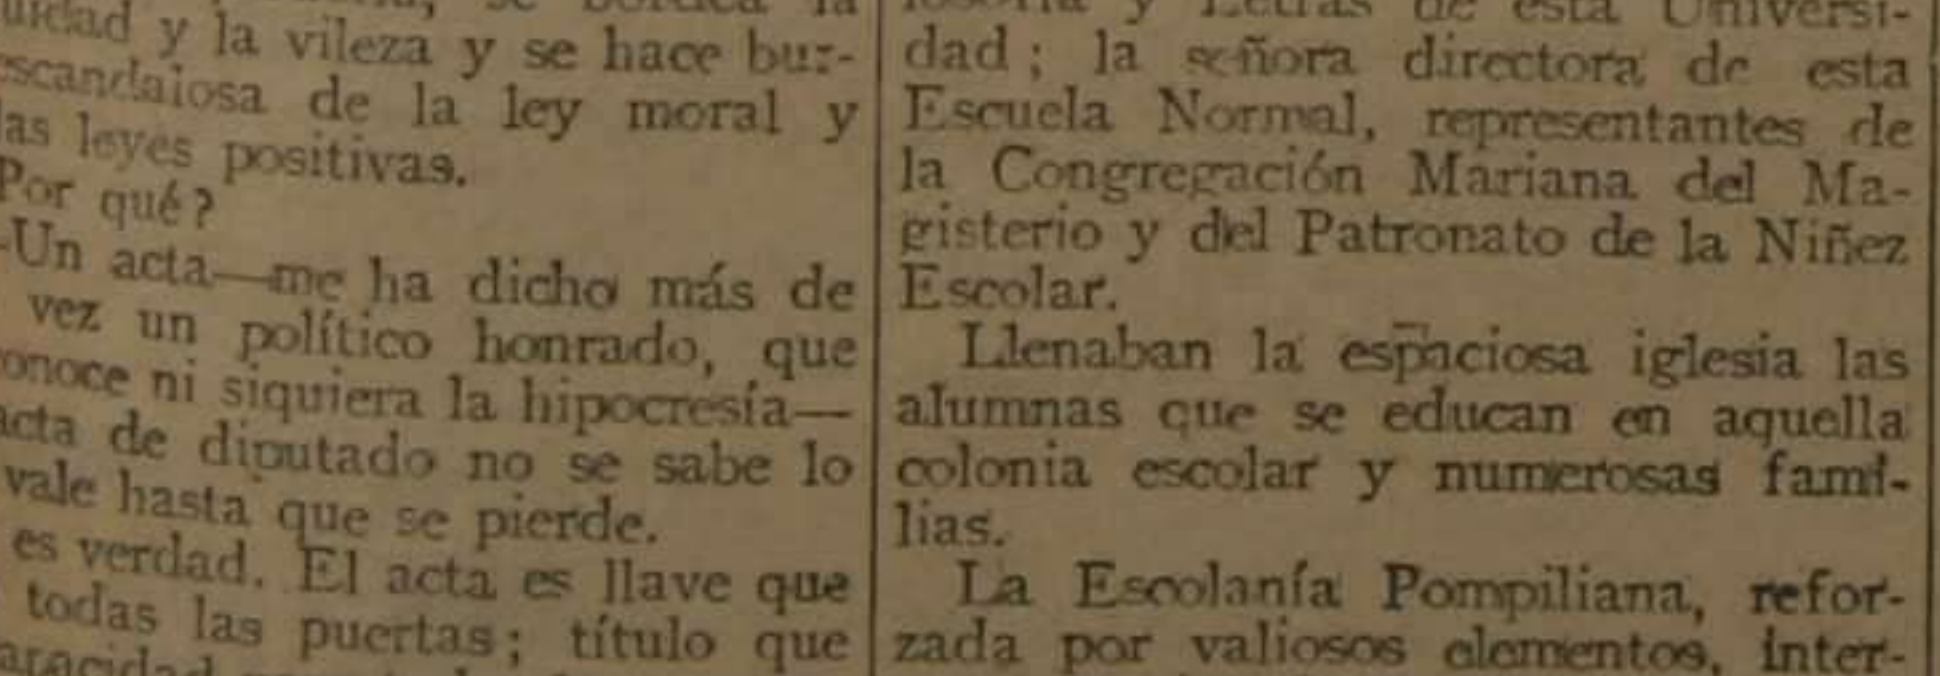 y la vileza y se hace bur-
de la ley moral y
las leyes positivas.
Por qué?
-Un acta—me ha dicho más de
vez un político honrado, que
onoce ni siquiera la hipocresía—
acta de diputado no se sabe lo
vale hasta que se pierde.
es verdad. El acta es llave que
todas las puertas; título que
y Letras de esta Universi-
dad; la señora directora de esta
Escuela Normal, representantes de
la Congregación Mariana del Ma-
gisterio y del Patronato de la Niñez
Escolar.
Llenaban la espaciosa iglesia las
alumnas que se educan en aquella
colonia escolar y numerosas fami-
lias.
La Escolanía Pompiliana, refor-
zada por valiosos elementos, inter-